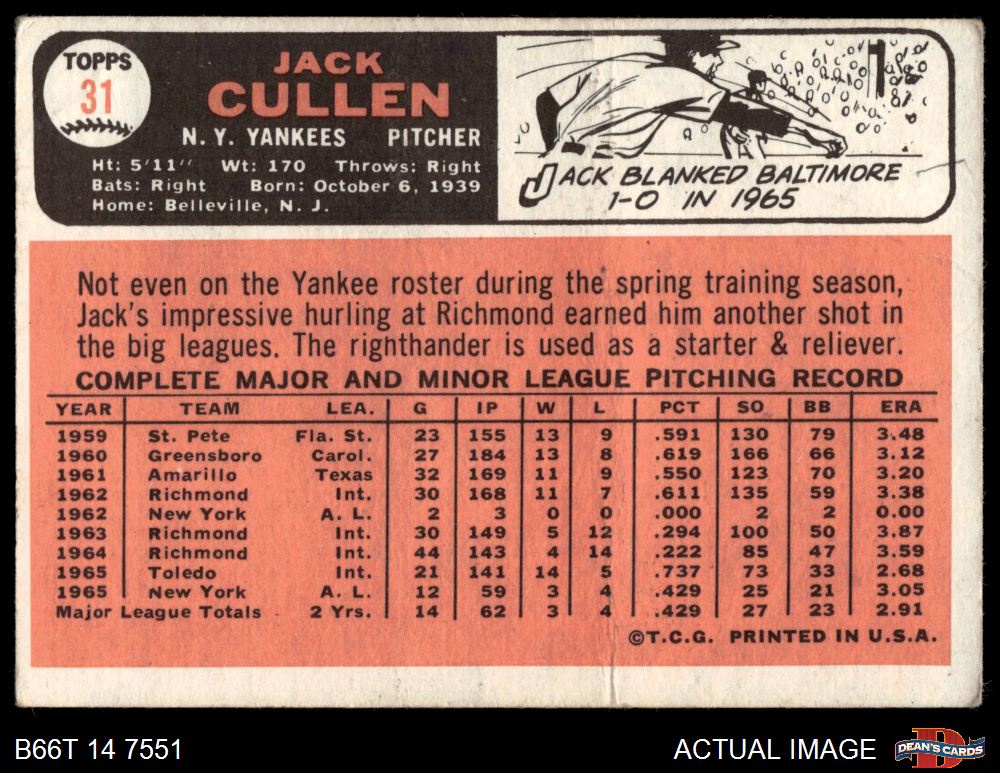 TOPPS
31
JACK
CULLEN
N. Y. YANKEES PITCHER
Ht: 5'11" Wt: 170 Throws: Right
Bats: Right Born: October 6, 1939
Home: Belleville, N. J.
JACK BLANKED BALTIMORE
1-0 IN 1965
Not even on the Yankee roster during the spring training season,
Jack's impressive hurling at Richmond earned him another shot in
the big leagues. The righthander is used as a starter & reliever.
COMPLETE MAJOR AND MINOR LEAGUE PITCHING RECORD
YEAR TEAM LEA. G IP W L PCT SO BB ERA
1959 St. Pete Fla. St. 23 155 13 9 .591 130 79 3.48
1960 Greensboro Carol. 27 184 13 8 .619 166 66 3.12
1961 Amarillo Texas 32 169 11 9 .550 123 70 3.20
1962 Richmond Int. 30 168 11 7 .611 135 59 3.38
1962 New York A. L. 2 3 0 0 .000 2 2 0.00
1963 Richmond Int. 30 149 5 12 .294 100 50 3.87
1964 Richmond Int. 44 143 4 14 .222 85 47 3.59
1965 Toledo Int. 21 141 14 5 .737 73 33 2.68
1965 New York A. L. 12 59 3 4 .429 25 21 3.05
Major League Totals 2 Yrs. 14 62 3 4 .429 27 23 2.91
©T.C.G. PRINTED IN U.S.A.
B66T 14 7551 ACTUAL IMAGE DEAN'S CARDS